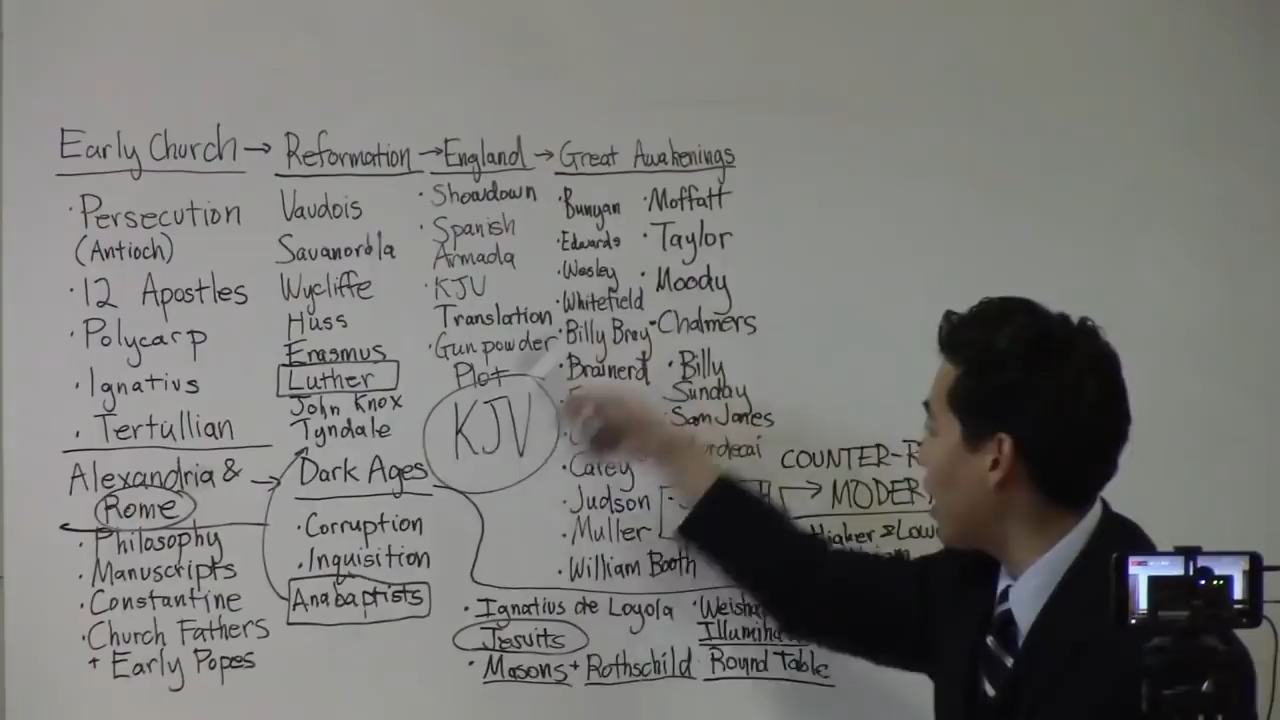 Early Church → Reformation → England → Great Awakenings
· Persecution
(Antioch)
· 12 Apostles
· Polycarp
· Ignatius
· Tertullian
Alexandria &
Rome
· Philosophy
· Manuscripts
· Constantine
· Church Fathers
+ Early Popes
Vaudois
Savanorola
Wycliffe
Huss
Erasmus
Luther
John Knox
Tyndale
Dark Ages
· Corruption
· Inquisition
Anabaptists
· Showdown
· Spanish
Armada
· KJV
Translation
· Gunpowder
Plot
KJV
· Bunyan
· Edwards
· Wesley
· Whitefield
· Billy Bray
· Brainerd
· Carey
· Judson
· Muller
· William Booth
· Moffatt
· Taylor
· Moody
· Chalmers
· Billy
Sunday
· Sam Jones
COUNTER-
→
· Ignatius de Loyola
Jesuits
· Masons + Rothschild
Round Table